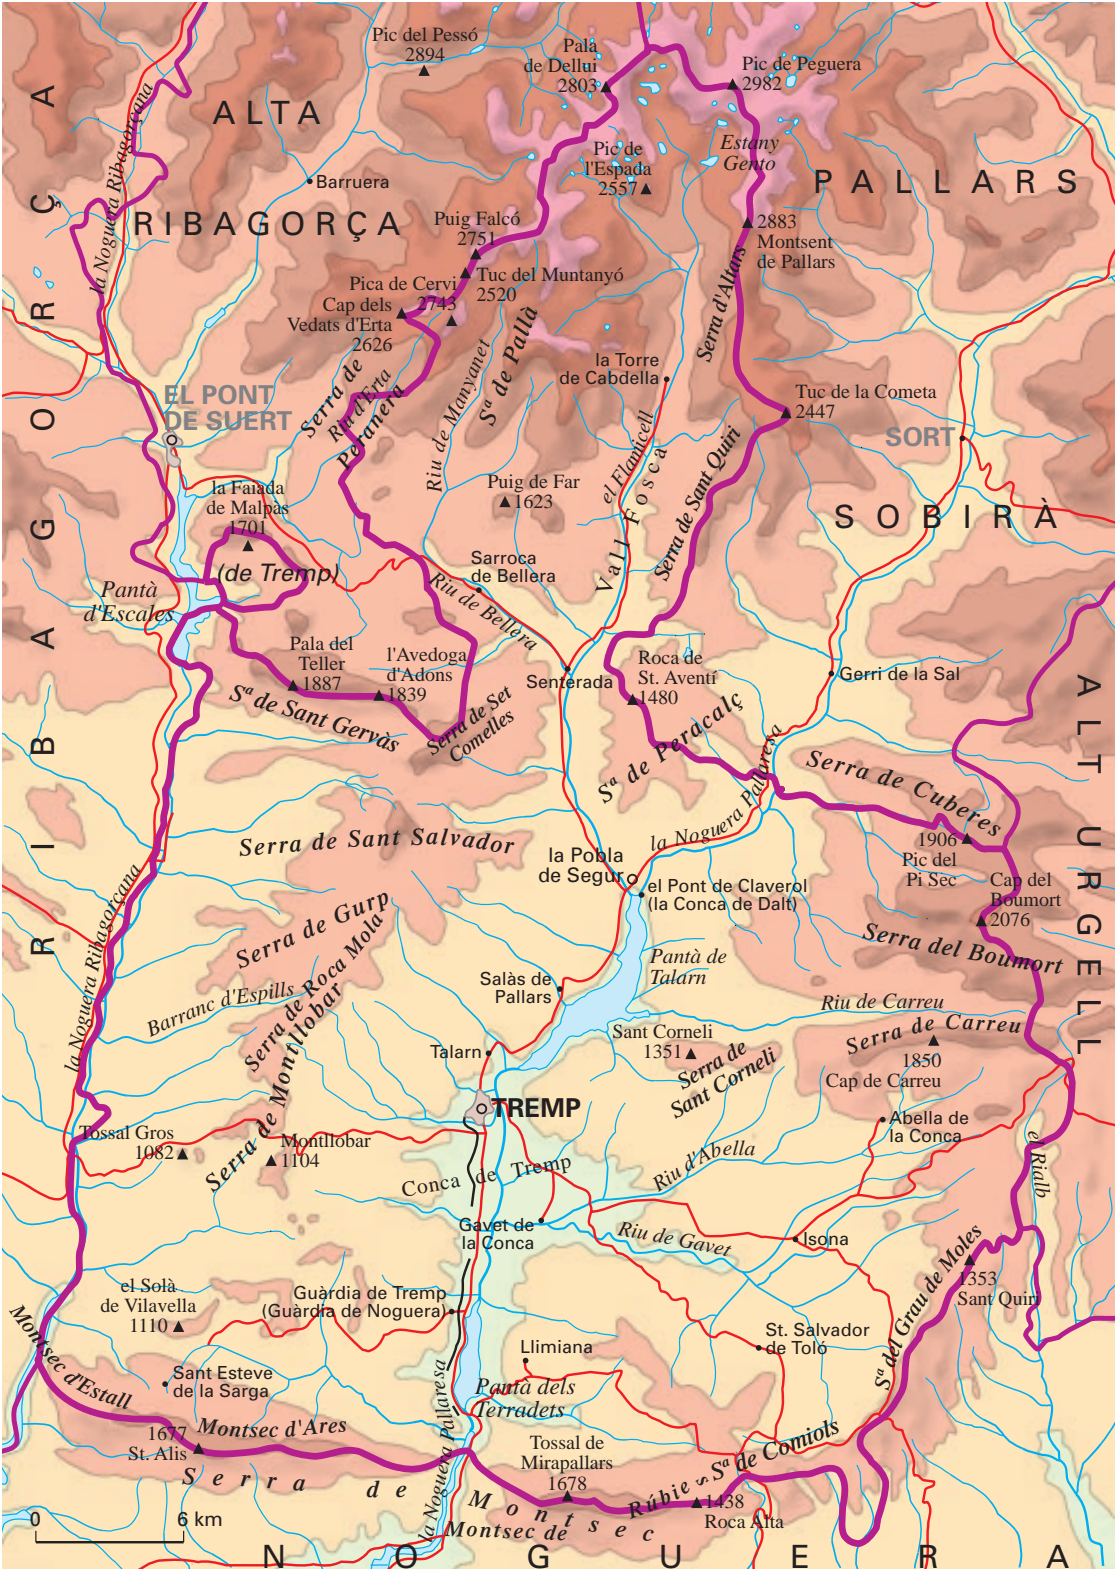 Pic del Pessó
2894
Pala
de Dellui
2803
Pic de Peguera
2982
ALTA
RIBAGORÇA
Barruera
la Noguera Ribagorçana
Pic de
l'Espada
2557
Estany
Gento
PALLARS
SOBIRÀ
Puig Falcó
2751
2883
Montsent
de Pallars
Tuc del Muntanyó
2520
Pica de Cervi
2743
Cap dels
Vedats d'Erta
2626
Serra d'Altars
Sª de Pallà
Riu de Manyanet
la Torre
de Cabdella
Serra de
Peranera
Riu d'Erta
EL PONT
DE SUERT
Tuc de la Cometa
2447
SORT
el Flamicell
Vall Fosca
Serra de Sant Quiri
Puig de Far
1623
la Faiada
de Malpàs
1701
(de Tremp)
Sarroca
de Bellera
Riu de Bellera
Pantà
d'Escales
Pala del
Teller
1887
l'Avedoga
d'Adons
1839
Sª de Sant Gervàs
Serra de Set
Comelles
Senterada
Roca de
St. Aventí
1480
Gerri de la Sal
Sª de Peracalç
la Noguera Pallaresa
Serra de Cuberes
1906
Pic del
Pi Sec
Cap del
Boumort
2076
Serra del Boumort
ALT URGELL
RIBAGORÇA
Serra de Sant Salvador
la Pobla
de Segur
el Pont de Claverol
(la Conca de Dalt)
Serra de Gurp
Serra de Roca Mola
Barranc d'Espills
Serra de Montllobar
la Noguera Ribagorçana
Salàs de
Pallars
Pantà de
Talarn
Riu de Carreu
Serra de Carreu
1850
Cap de Carreu
Talarn
Sant Corneli
1351
Serra de
Sant Corneli
TREMP
Abella de
la Conca
Tossal Gros
1082
Montllobar
1104
Conca de Tremp
Riu d'Abella
el Rialb
Gavet de
la Conca
Riu de Gavet
Isona
1353
Sant Quiri
Sª del Grau de Moles
el Solà
de Vilavella
1110
Guàrdia de Tremp
(Guàrdia de Noguera)
Llimiana
St. Salvador
de Toló
Montsec d'Estall
Sant Esteve
de la Sarga
Pantà dels
Terradets
Montsec d'Ares
1677
St. Alis
la Noguera Pallaresa
Tossal de
Mirapallars
1678
Sª de Comiols
Serra de Montsec
Montsec de
Rúbies
1438
Roca Alta
0 6 km
NOGUERA